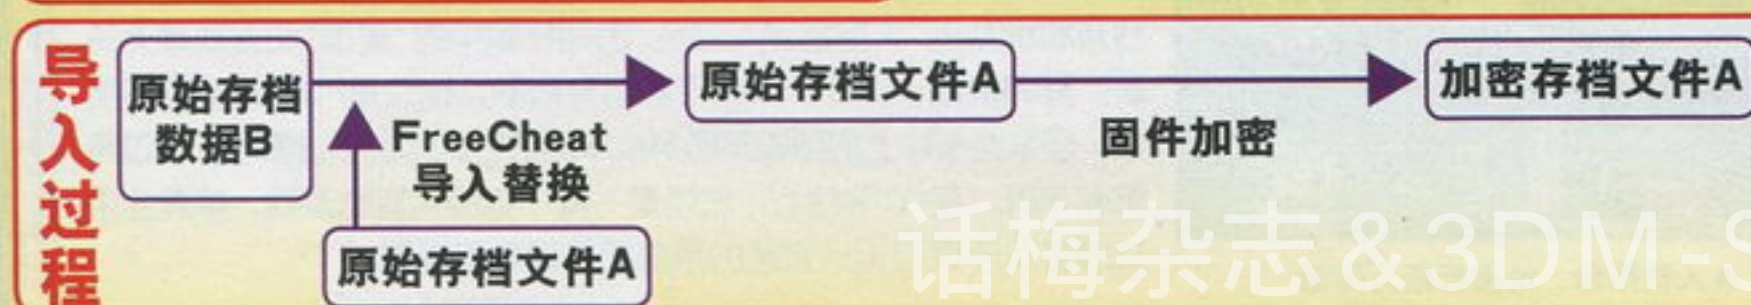 导入过程
原始存档
数据B
FreeCheat
导入替换
原始存档文件A
原始存档文件A
固件加密
加密存档文件A
话梅杂志&3DM-S